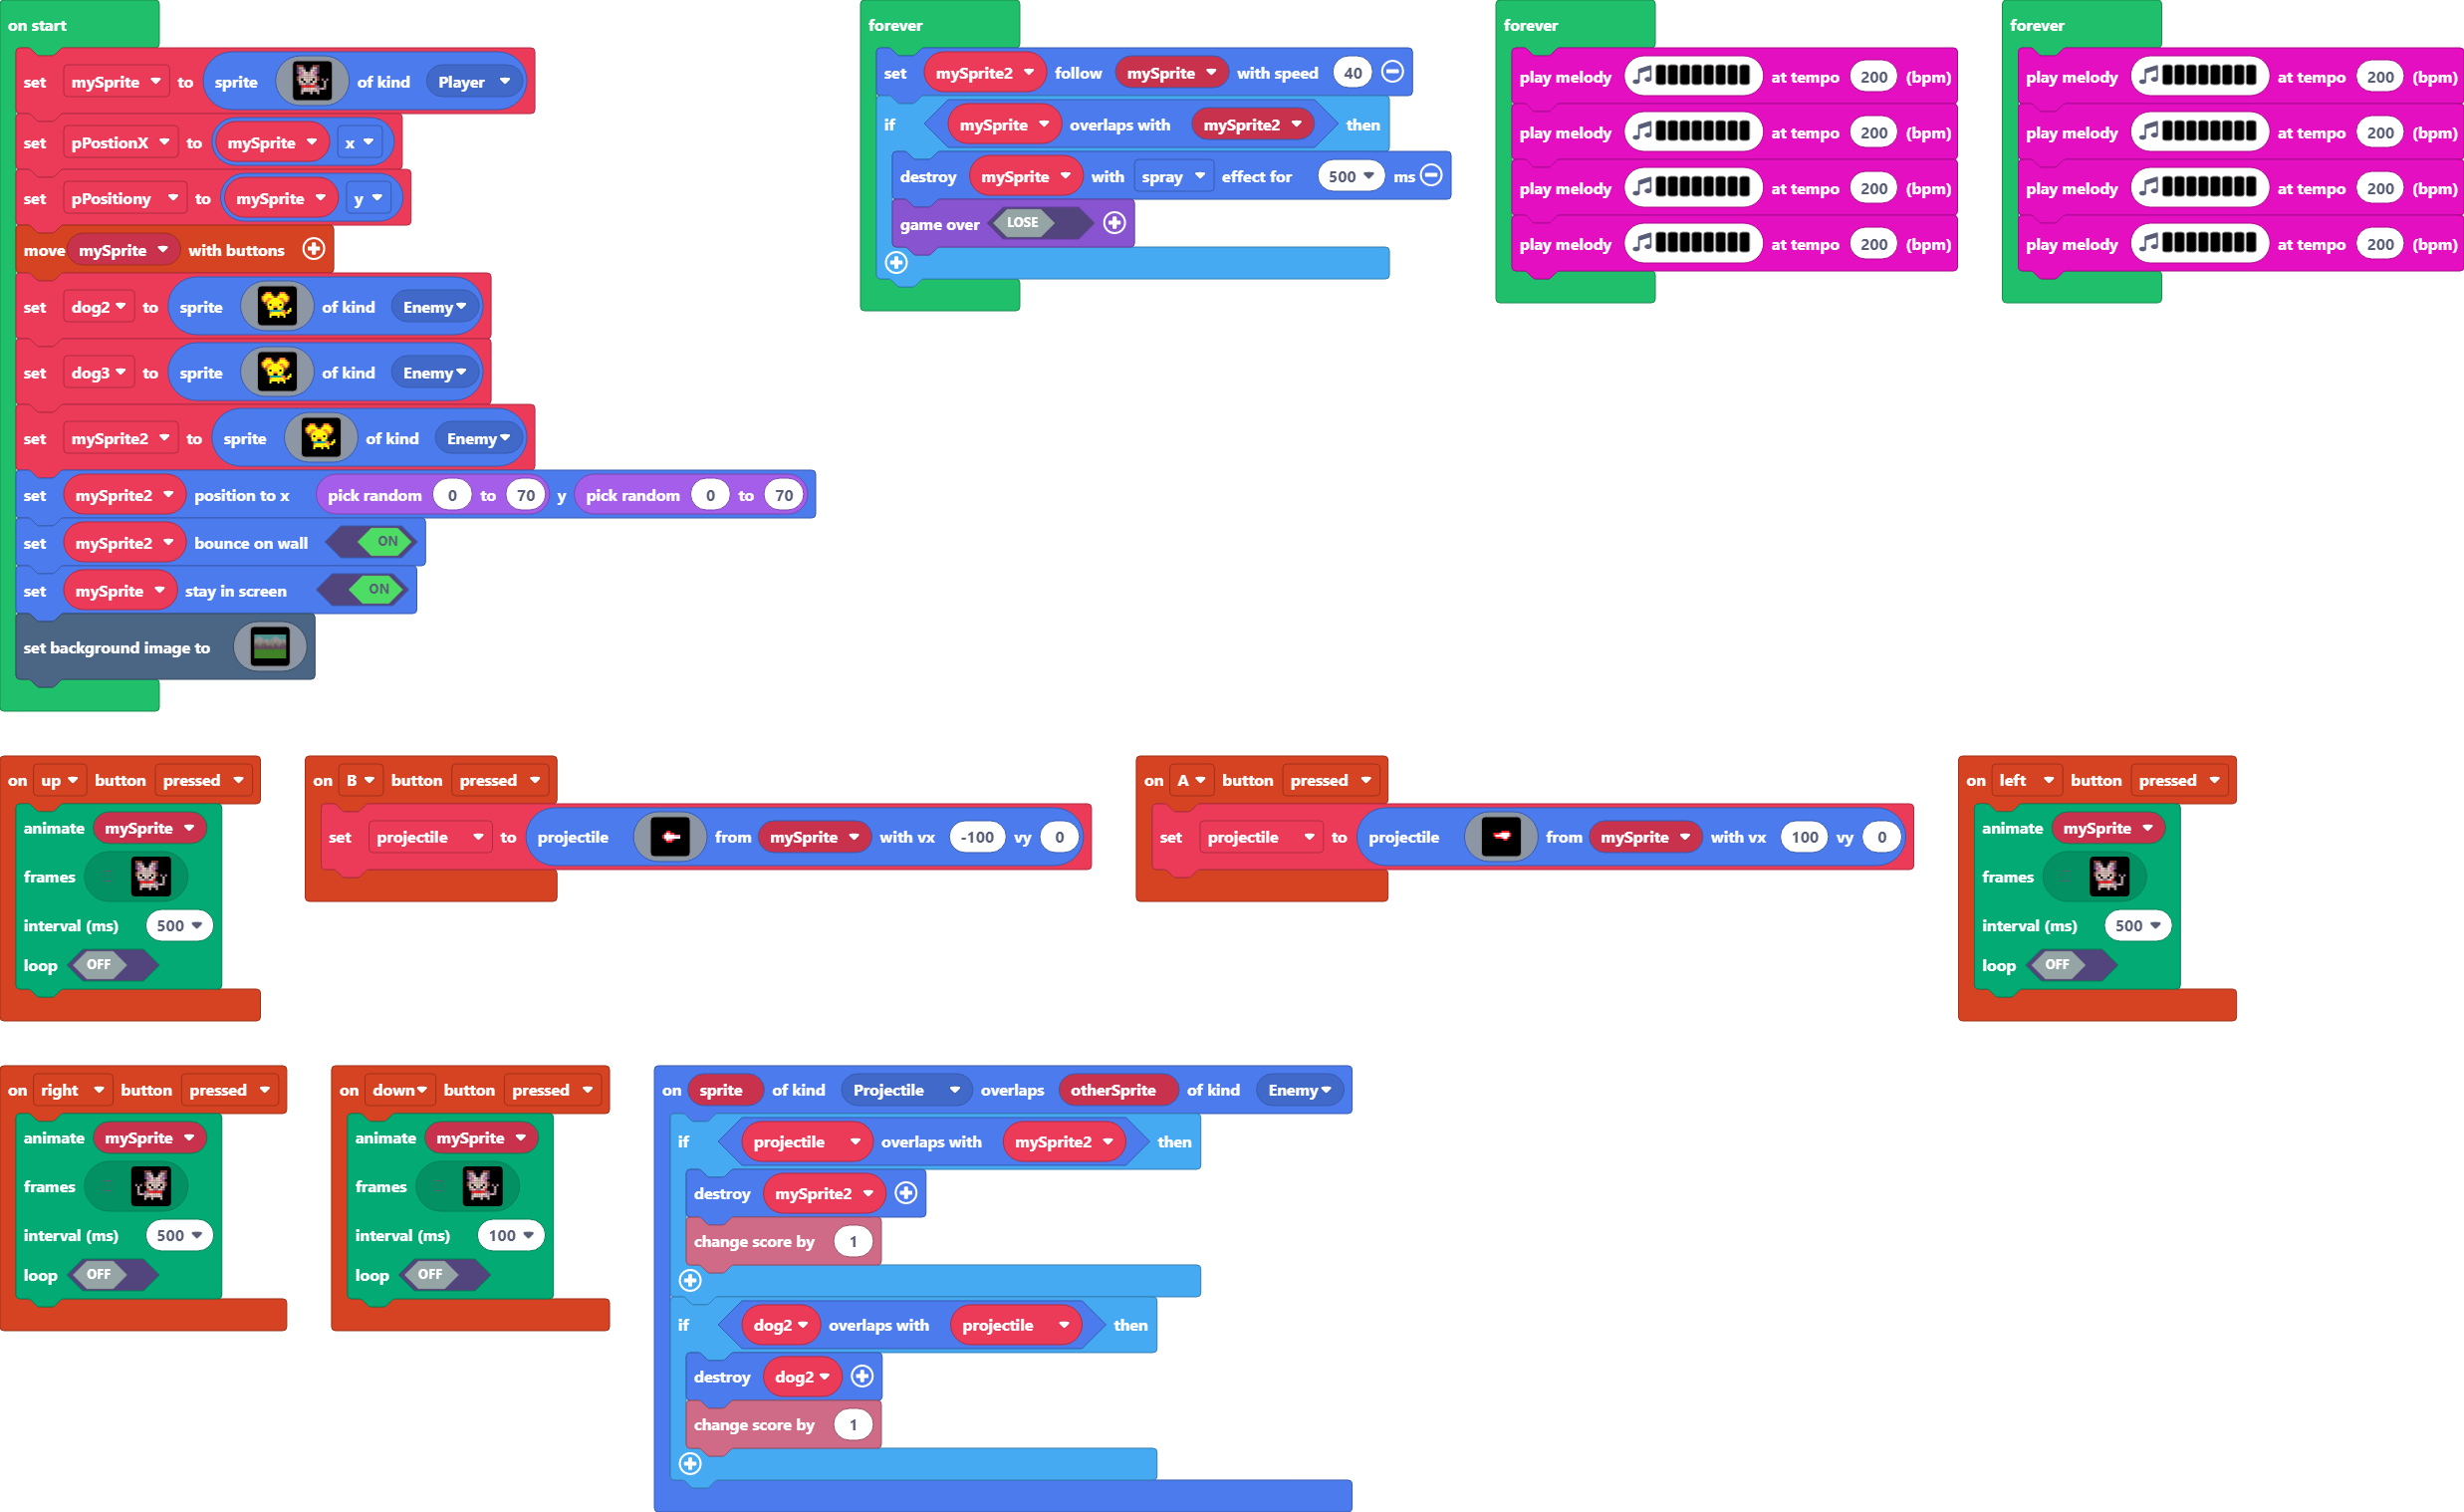 on start
set mySprite to sprite of kind Player
set pPostionX to mySprite x
set pPositiony to mySprite y
move mySprite with buttons
set dog2 to sprite of kind Enemy
set dog3 to sprite of kind Enemy
set mySprite2 to sprite of kind Enemy
set mySprite2 position to x pick random 0 to 70 y pick random 0 to 70
set mySprite2 bounce on wall ON
set mySprite stay in screen ON
set background image to
forever
set mySprite2 follow mySprite with speed 40
if mySprite overlaps with mySprite2 then
destroy mySprite with spray effect for 500 ms
game over LOSE
forever
play melody at tempo 200 (bpm)
play melody at tempo 200 (bpm)
play melody at tempo 200 (bpm)
play melody at tempo 200 (bpm)
forever
play melody at tempo 200 (bpm)
play melody at tempo 200 (bpm)
play melody at tempo 200 (bpm)
play melody at tempo 200 (bpm)
on up button pressed
animate mySprite
frames
interval (ms) 500
loop OFF
on B button pressed
set projectile to projectile from mySprite with vx -100 vy 0
on A button pressed
set projectile to projectile from mySprite with vx 100 vy 0
on left button pressed
animate mySprite
frames
interval (ms) 500
loop OFF
on right button pressed
animate mySprite
frames
interval (ms) 500
loop OFF
on down button pressed
animate mySprite
frames
interval (ms) 100
loop OFF
on sprite of kind Projectile overlaps otherSprite of kind Enemy
if projectile overlaps with mySprite2 then
destroy mySprite2
change score by 1
if dog2 overlaps with projectile then
destroy dog2
change score by 1